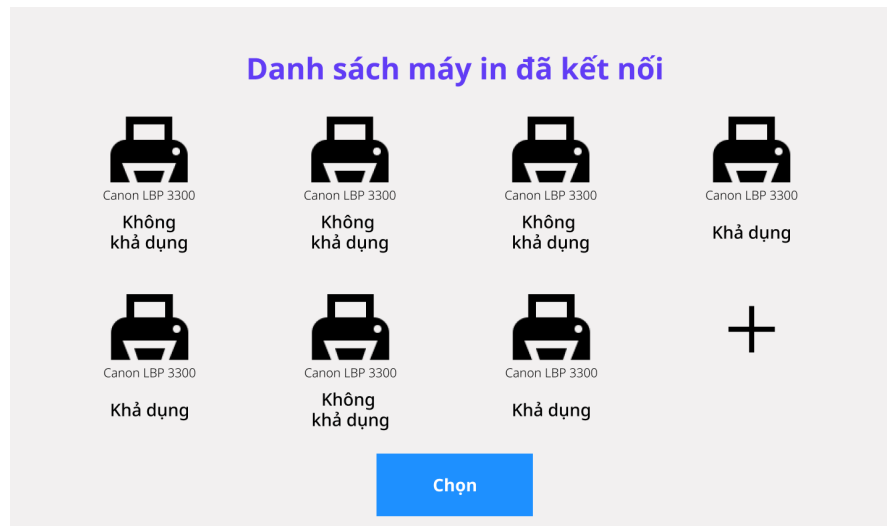 Danh sách máy in đã kết nối
Canon LBP 3300
Canon LBP 3300
Canon LBP 3300
Canon LBP 3300
Không
khả dụng
Không
khả dụng
Không
khả dụng
Khả dụng
Canon LBP 3300
Canon LBP 3300
Canon LBP 3300
Khả dụng
Không
khả dụng
Khả dụng
Chọn